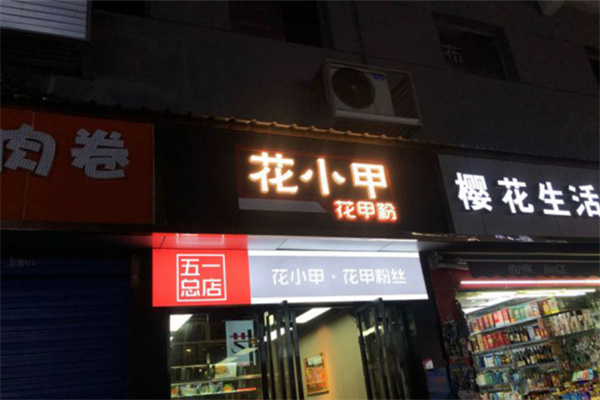 肉卷
花小甲
花甲粉
樱花生活
五一
总店
花小甲·花甲粉丝